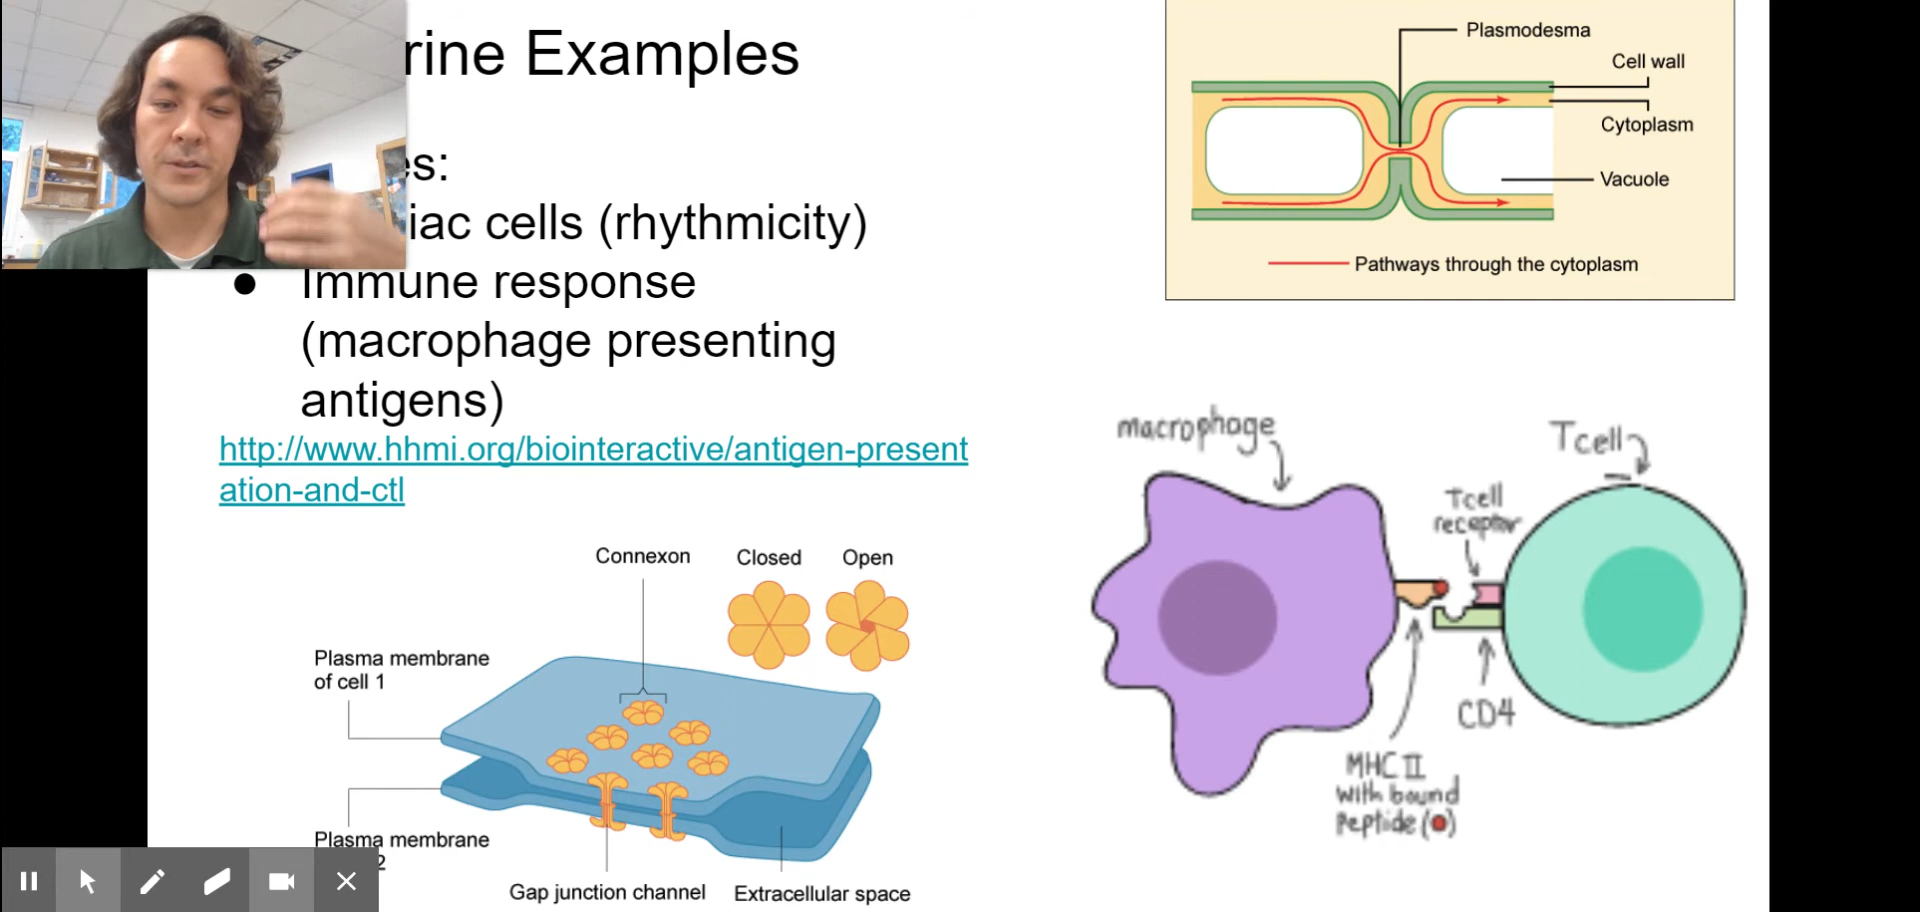 rine Examples
es:
iac cells (rhythmicity)
● Immune response
(macrophage presenting
antigens)
http://www.hhmi.org/biointeractive/antigen-present
ation-and-ctl
Connexon
Closed
Open
Plasma membrane
of cell 1
Plasma membrane
2
Gap junction channel
Extracellular space
Plasmodesma
Cell wall
Cytoplasm
Vacuole
Pathways through the cytoplasm
macrophage
Tcell
Tcell
receptor
CD4
MHC II
with bound
peptide (●)